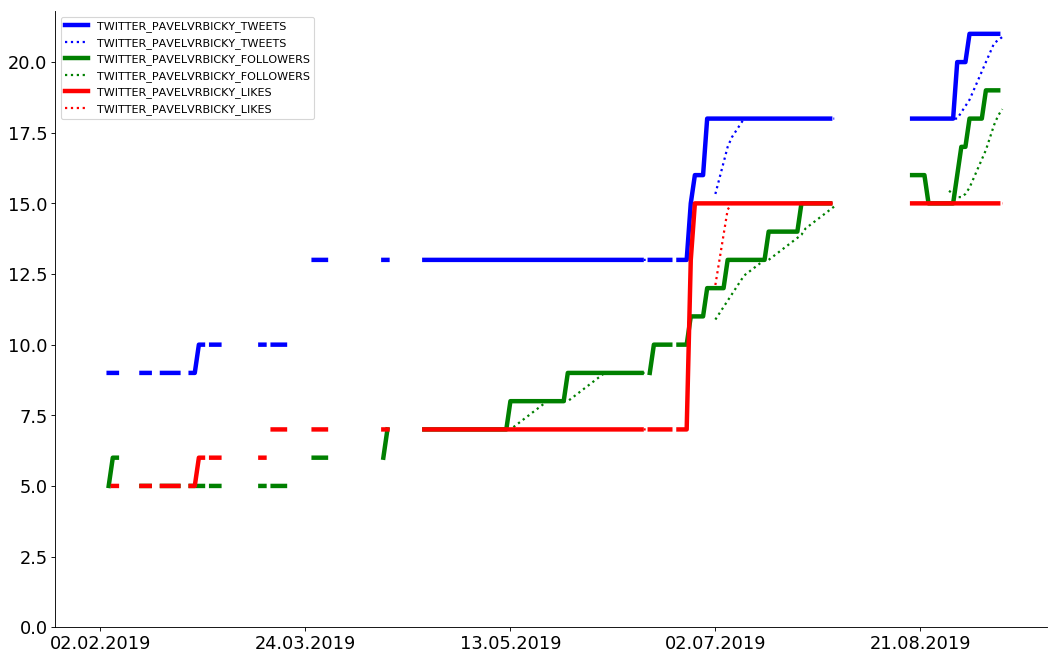 TWITTER_PAVELVRBICKY_TWEETS
TWITTER_PAVELVRBICKY_TWEETS
TWITTER_PAVELVRBICKY_FOLLOWERS
TWITTER_PAVELVRBICKY_FOLLOWERS
TWITTER_PAVELVRBICKY_LIKES
TWITTER_PAVELVRBICKY_LIKES
20.0
17.5
15.0
12.5
10.0
7.5
5.0
2.5
0.0
02.02.2019 24.03.2019 13.05.2019 02.07.2019 21.08.2019